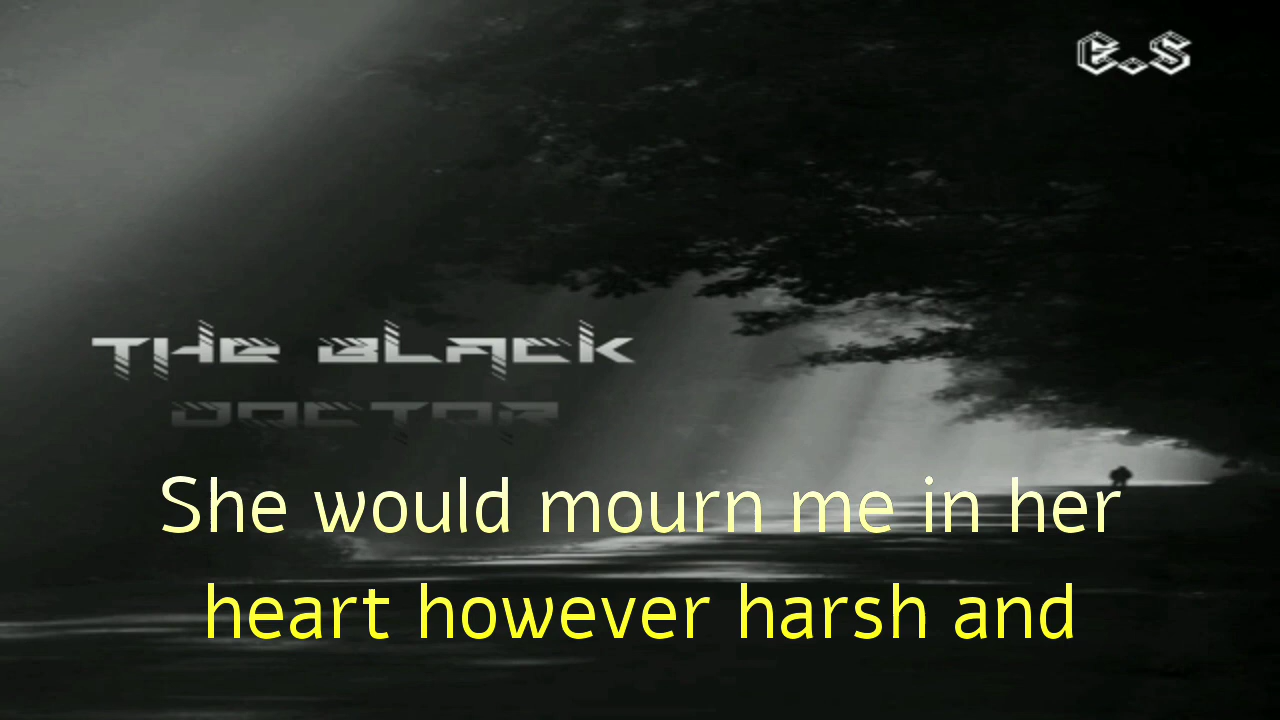 E.S
THE BLACK
DOCTOR
She would mourn me in her
heart however harsh and